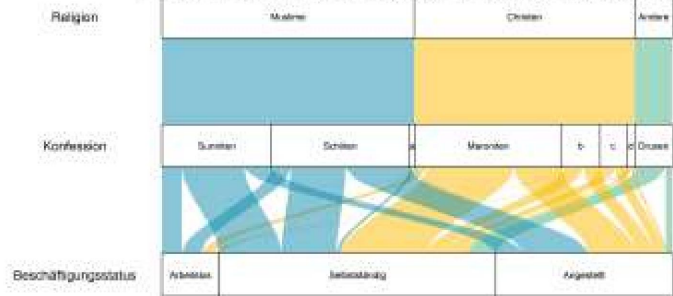 Religion Muslime Christen Andere
Konfession Sunniten Schiiten a Maroniten b c d Drusen
Beschäftigungsstatus Arbeitslos Selbstständig Angestellt